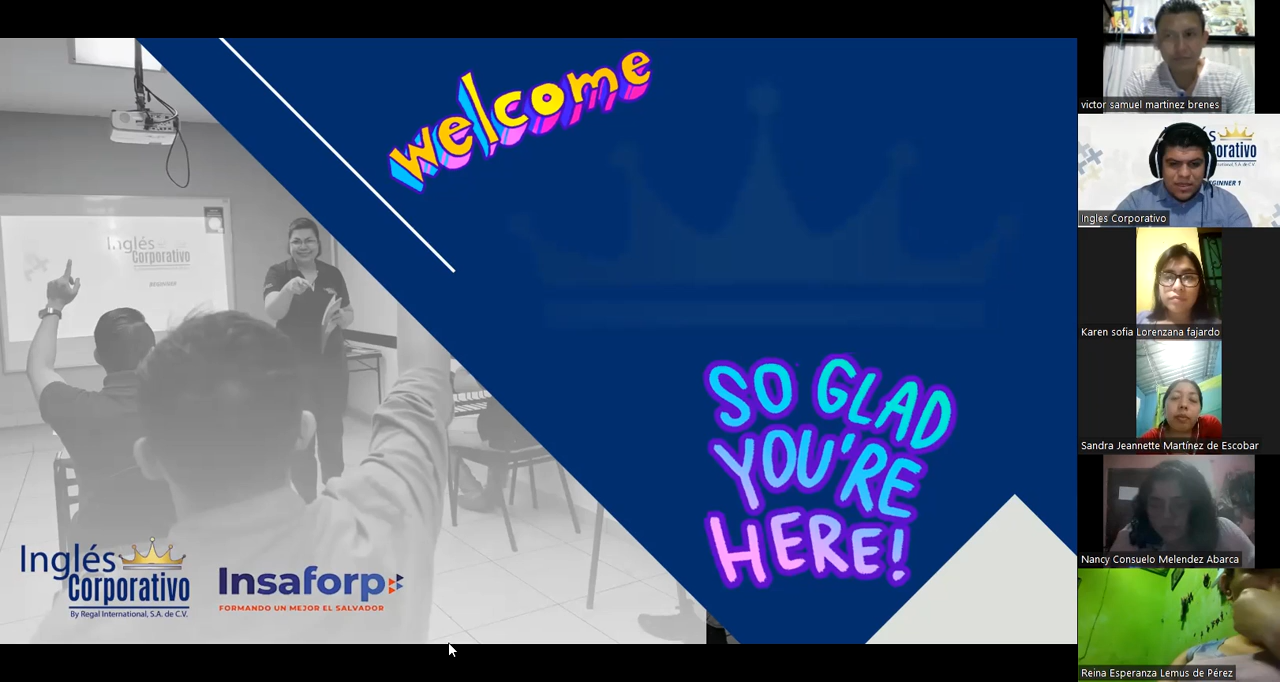 welcome
SO GLAD
YOU'RE
HERE!
Inglés
Corporativo
Inglés
Corporativo
By Regal International, S.A. de C.V.
Insaforp
FORMANDO UN MEJOR EL SALVADOR
victor samuel martinez brenes
Ingles Corporativo
Karen sofia Lorenzana fajardo
Sandra Jeannette Martínez de Escobar
Nancy Consuelo Melendez Abarca
Reina Esperanza Lemus de Pérez